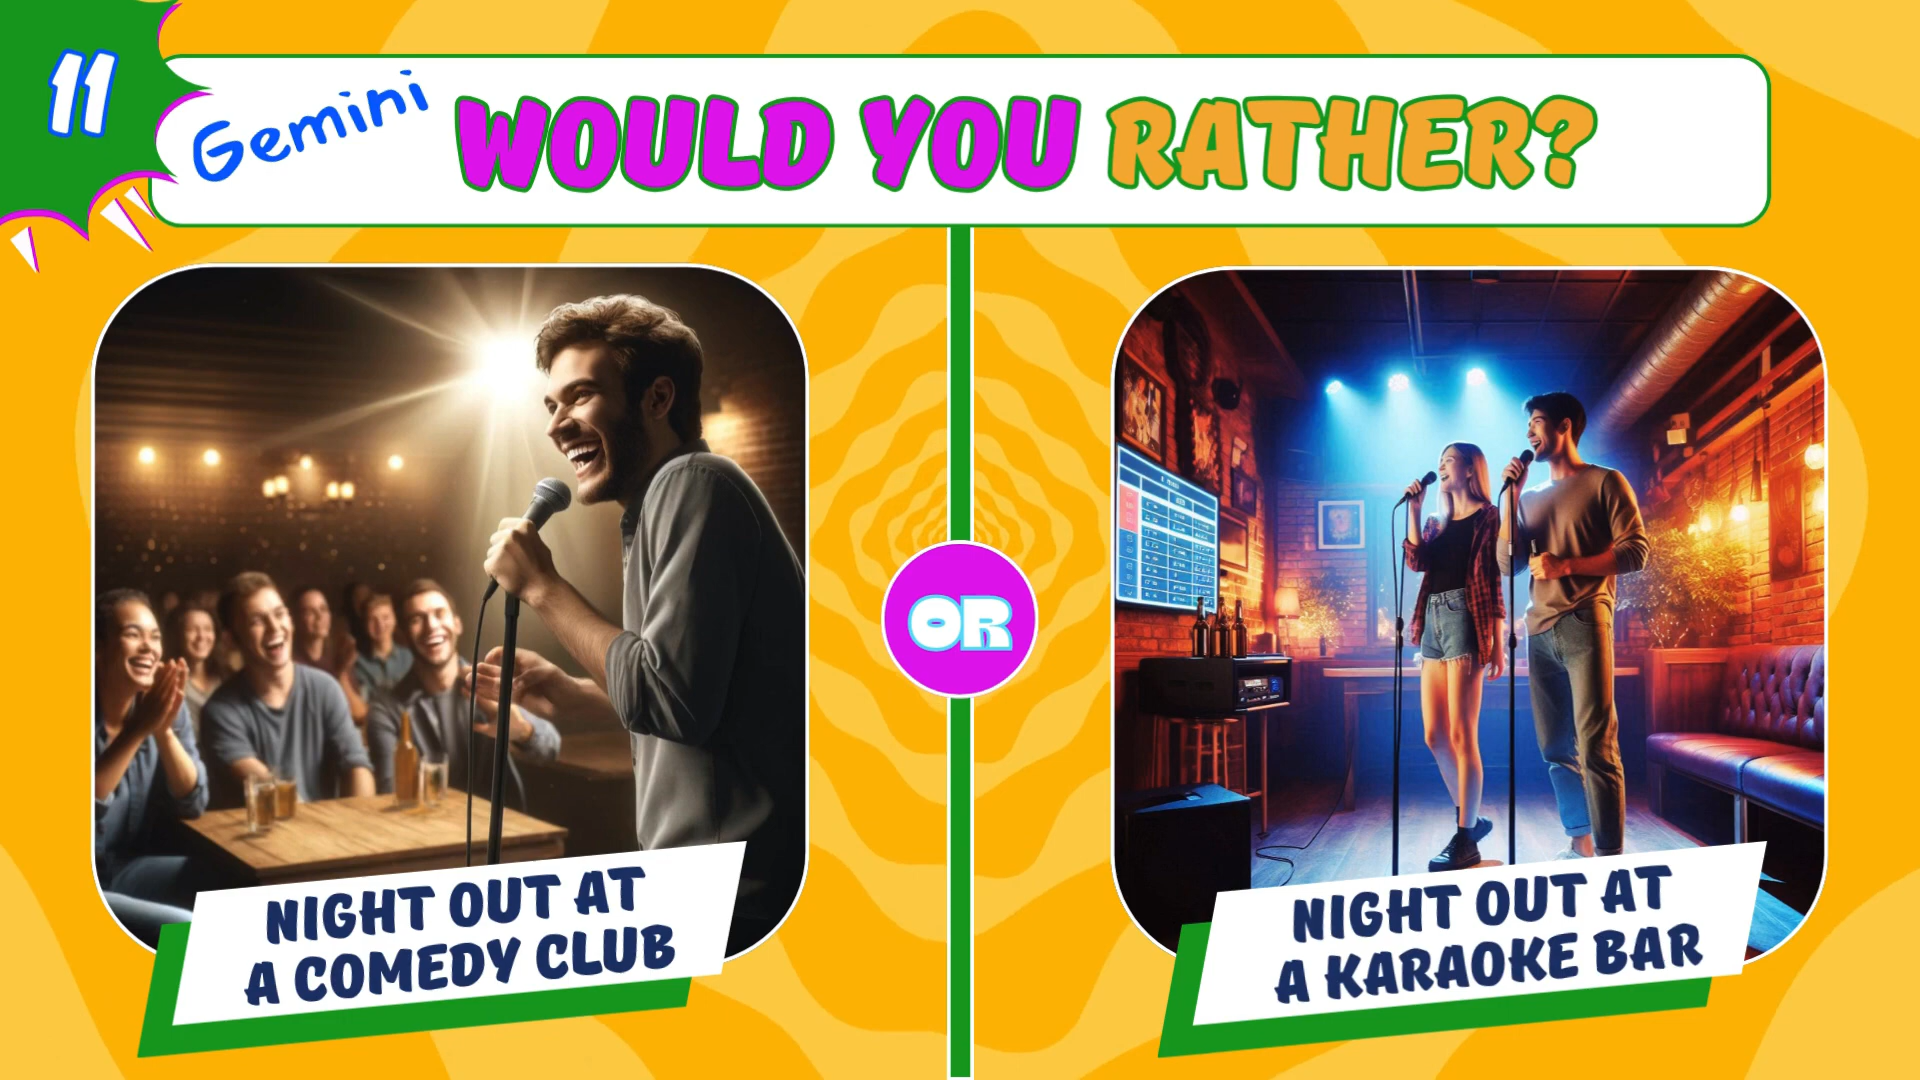 11
Gemini
WOULD YOU RATHER?
OR
NIGHT OUT AT
A COMEDY CLUB
NIGHT OUT AT
A KARAOKE BAR